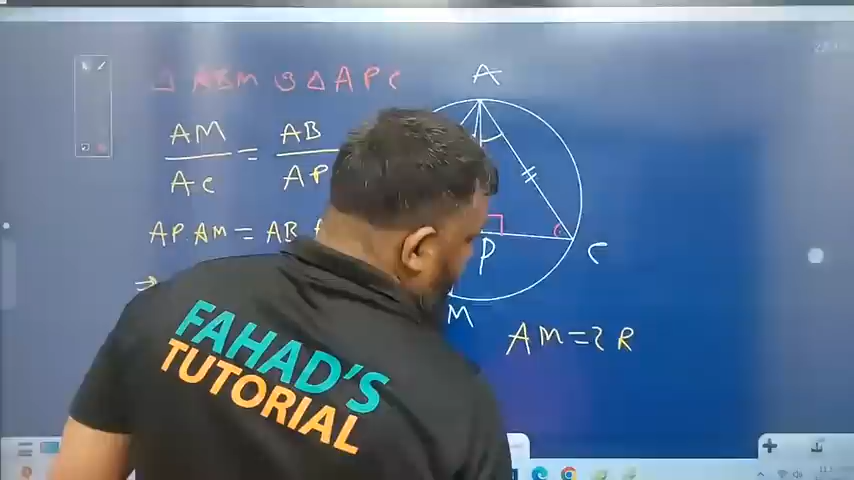 △ ABM ∽ △ APC
A
AM / AC = AB / AP
AP. AM = AB
P
C
⇒
M
AM = 2R
FAHAD'S
TUTORIAL